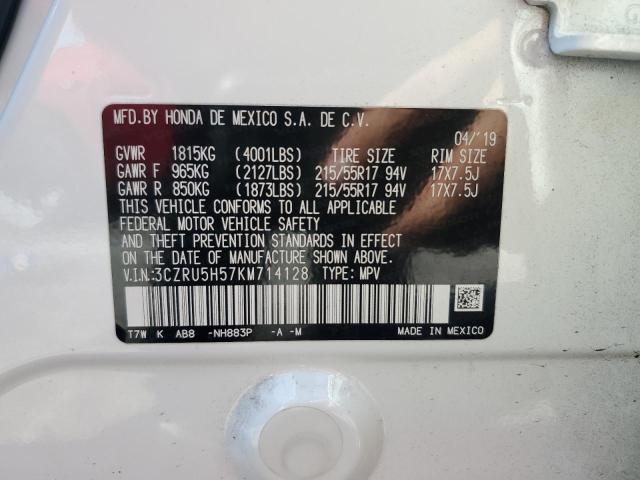 MFD.BY HONDA DE MEXICO S.A. DE C.V.
04/'19
GVWR 1815KG (4001LBS) TIRE SIZE RIM SIZE
GAWR F 965KG (2127LBS) 215/55R17 94V 17X7.5J
GAWR R 850KG (1873LBS) 215/55R17 94V 17X7.5J
THIS VEHICLE CONFORMS TO ALL APPLICABLE
FEDERAL MOTOR VEHICLE SAFETY
AND THEFT PREVENTION STANDARDS IN EFFECT
ON THE DATE OF MANUFACTURE SHOWN ABOVE.
V.I.N.:3CZRU5H57KM714128 TYPE: MPV
T7W K AB8 -NH883P -A -M MADE IN MEXICO